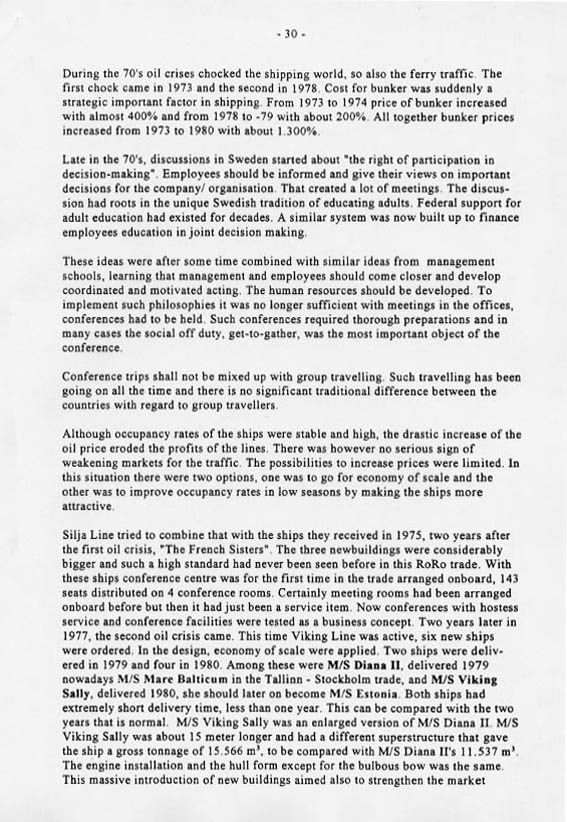 - 30 -
During the 70's oil crises chocked the shipping world, so also the ferry traffic. The
first chock came in 1973 and the second in 1978. Cost for bunker was suddenly a
strategic important factor in shipping. From 1973 to 1974 price of bunker increased
with almost 400% and from 1978 to -79 with about 200%. All together bunker prices
increased from 1973 to 1980 with about 1.300%.
Late in the 70's, discussions in Sweden started about "the right of participation in
decision-making". Employees should be informed and give their views on important
decisions for the company/ organisation. That created a lot of meetings. The discus-
sion had roots in the unique Swedish tradition of educating adults. Federal support for
adult education had existed for decades. A similar system was now built up to finance
employees education in joint decision making.
These ideas were after some time combined with similar ideas from management
schools, learning that management and employees should come closer and develop
coordinated and motivated acting. The human resources should be developed. To
implement such philosophies it was no longer sufficient with meetings in the offices,
conferences had to be held. Such conferences required thorough preparations and in
many cases the social off duty, get-to-gather, was the most important object of the
conference.
Conference trips shall not be mixed up with group travelling. Such travelling has been
going on all the time and there is no significant traditional difference between the
countries with regard to group travellers.
Although occupancy rates of the ships were stable and high, the drastic increase of the
oil price eroded the profits of the lines. There was however no serious sign of
weakening markets for the traffic. The possibilities to increase prices were limited. In
this situation there were two options, one was to go for economy of scale and the
other was to improve occupancy rates in low seasons by making the ships more
attractive.
Silja Line tried to combine that with the ships they received in 1975, two years after
the first oil crisis, "The French Sisters". The three newbuildings were considerably
bigger and such a high standard had never been seen before in this RoRo trade. With
these ships conference centre was for the first time in the trade arranged onboard, 143
seats distributed on 4 conference rooms. Certainly meeting rooms had been arranged
onboard before but then it had just been a service item. Now conferences with hostess
service and conference facilities were tested as a business concept. Two years later in
1977, the second oil crisis came. This time Viking Line was active, six new ships
were ordered. In the design, economy of scale were applied. Two ships were deliv-
ered in 1979 and four in 1980. Among these were M/S Diana II, delivered 1979
nowadays M/S Mare Balticum in the Tallinn - Stockholm trade, and M/S Viking
Sally, delivered 1980, she should later on become M/S Estonia. Both ships had
extremely short delivery time, less than one year. This can be compared with the two
years that is normal. M/S Viking Sally was an enlarged version of M/S Diana II. M/S
Viking Sally was about 15 meter longer and had a different superstructure that gave
the ship a gross tonnage of 15.566 m³, to be compared with M/S Diana II's 11.537 m³.
The engine installation and the hull form except for the bulbous bow was the same.
This massive introduction of new buildings aimed also to strengthen the market